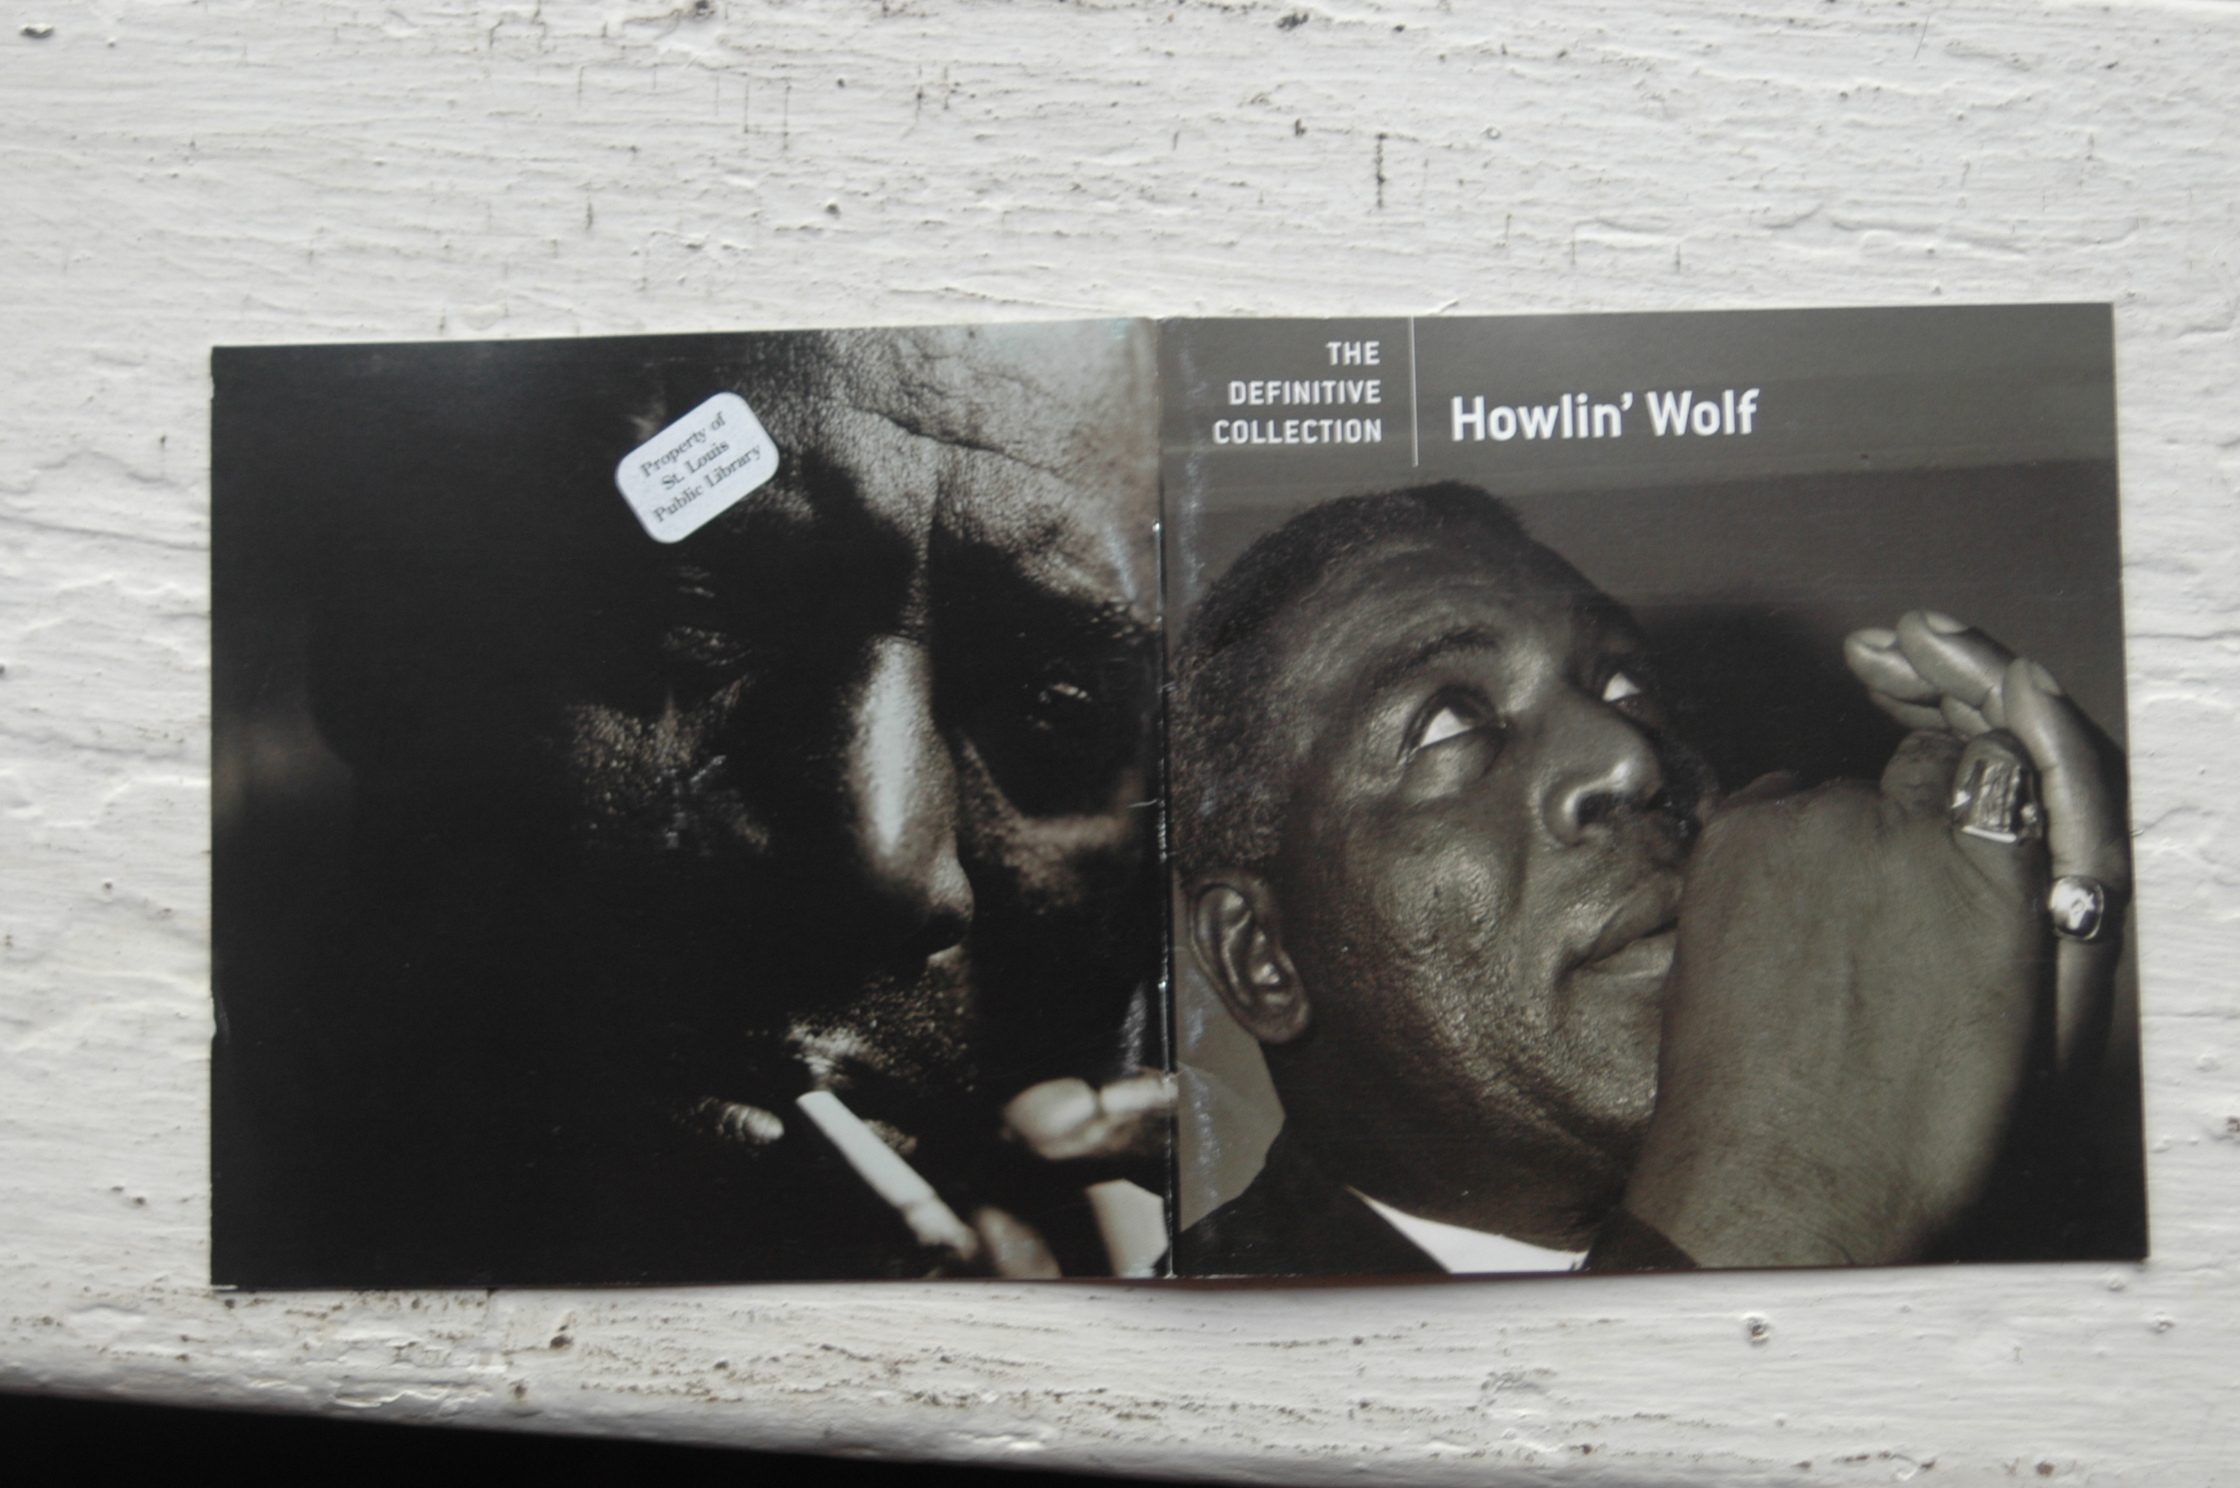 Property of
St. Louis
Public Library
THE
DEFINITIVE
COLLECTION
Howlin' Wolf